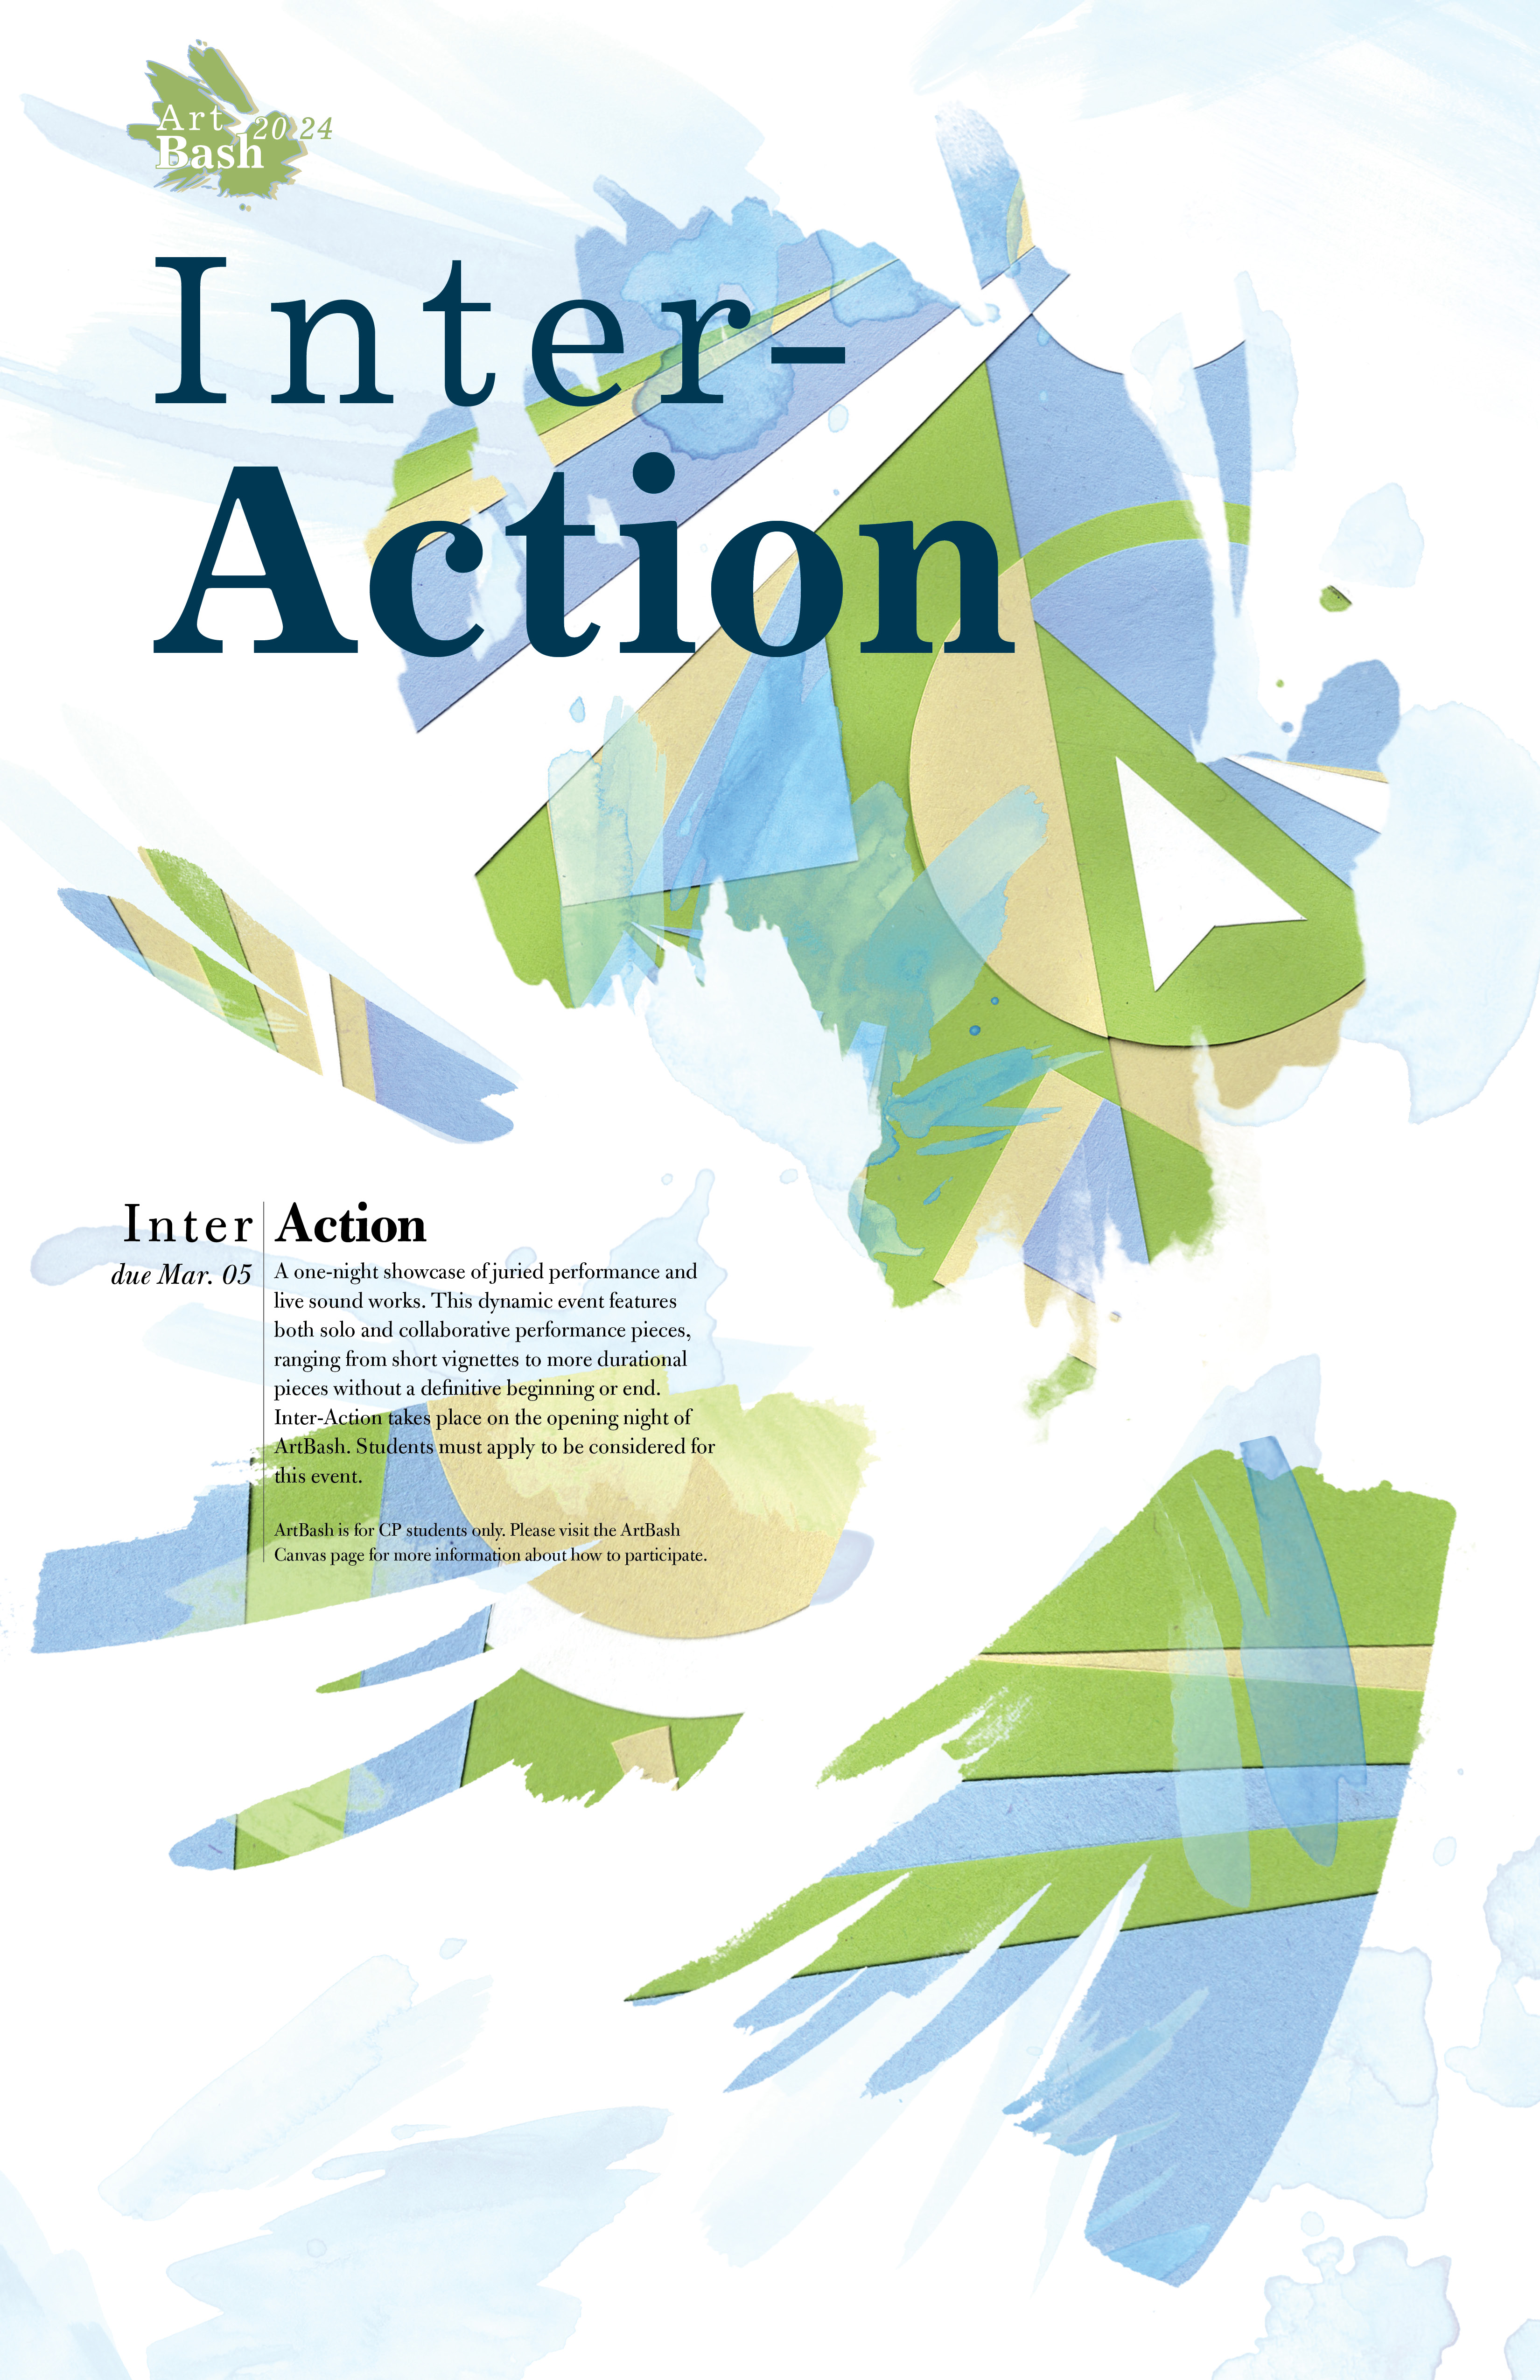 Art
Bash 2024
Inter-
Action
Inter Action
due Mar. 05
A one-night showcase of juried performance and
live sound works. This dynamic event features
both solo and collaborative performance pieces,
ranging from short vignettes to more durational
pieces without a definitive beginning or end.
Inter-Action takes place on the opening night of
ArtBash. Students must apply to be considered for
this event.
ArtBash is for CP students only. Please visit the ArtBash
Canvas page for more information about how to participate.